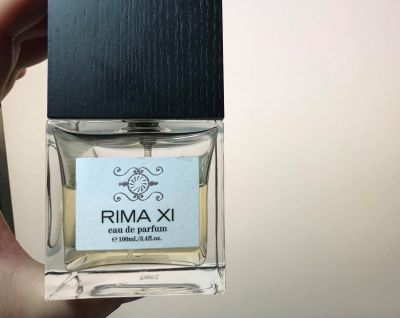 RIMA XI
eau de parfum
℮ 100ml./3.4fl.oz.